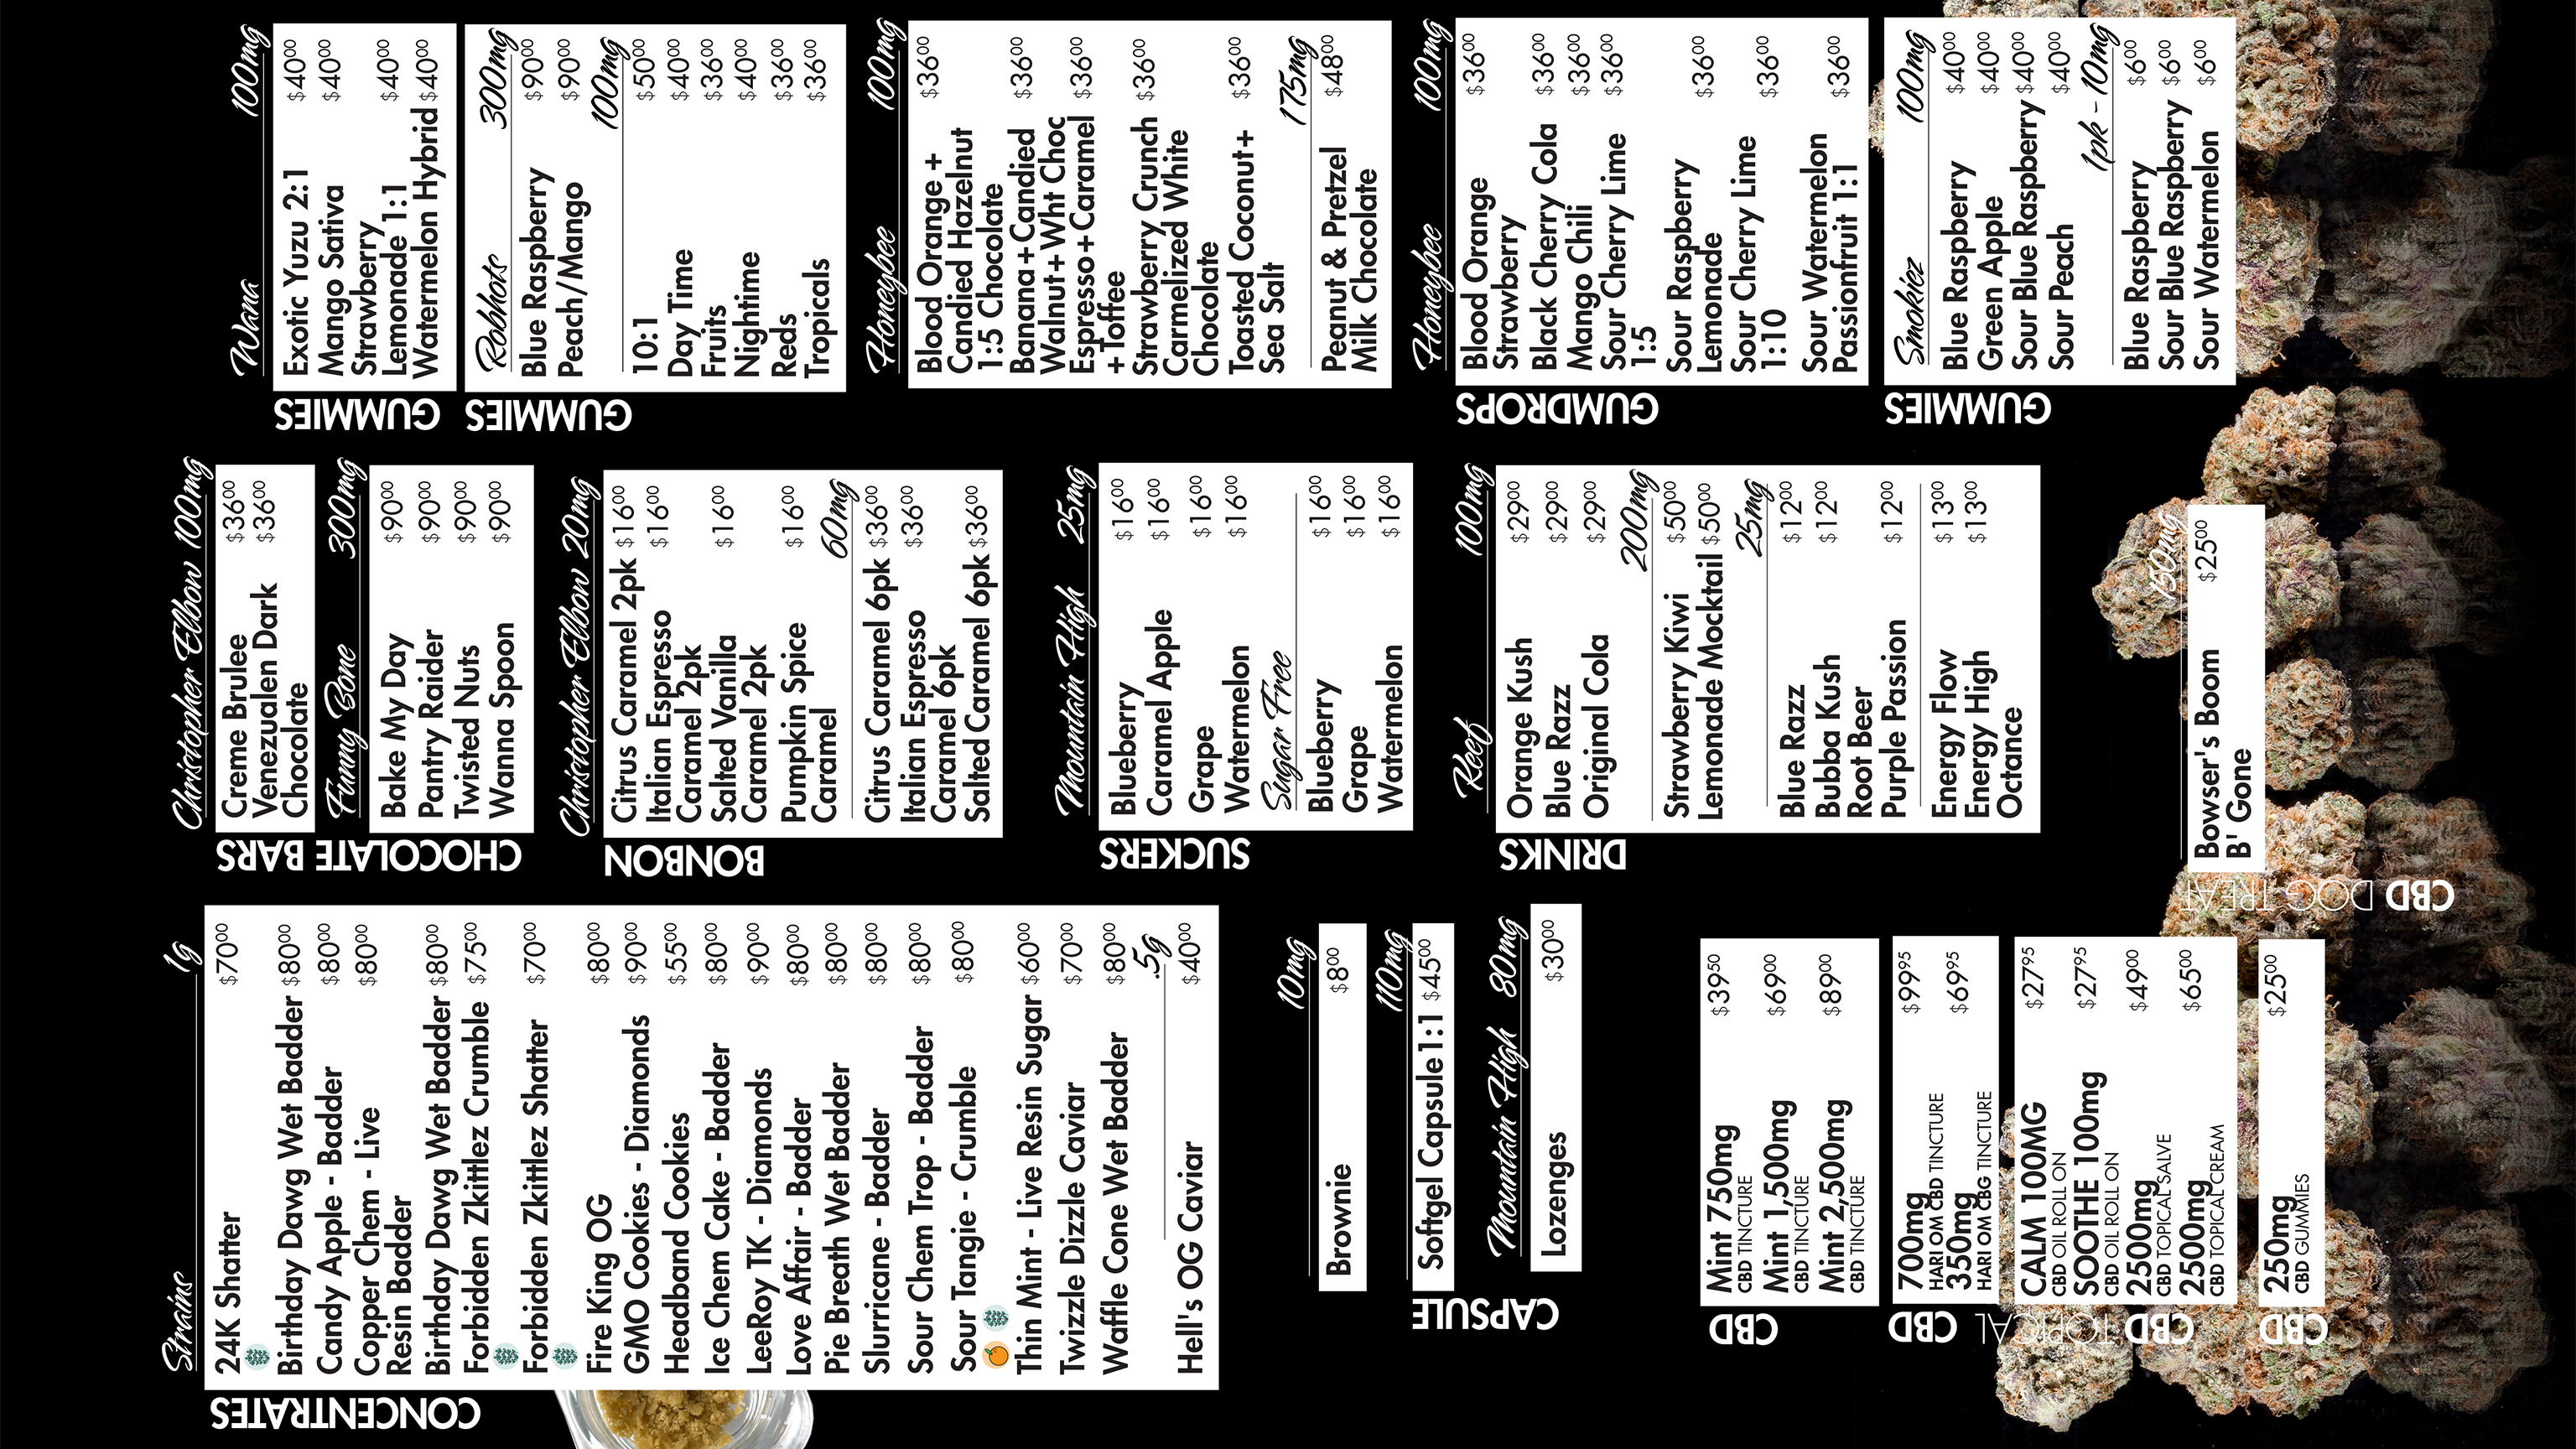 CONCENTRATES
Strains 1g
24K Shatter $70.00
Birthday Dawg Wet Badder $80.00
Candy Apple - Badder $80.00
Copper Chem - Live $80.00
Resin Badder
Birthday Dawg Wet Badder $80.00
Forbidden Zkittlez Crumble $75.00
Forbidden Zkittlez Shatter $70.00
Fire King OG $80.00
GMO Cookies - Diamonds $90.00
Headband Cookies $55.00
Ice Chem Cake - Badder $80.00
LeeRoy TK - Diamonds $90.00
Love Affair - Badder $80.00
Pie Breath Wet Badder $80.00
Slurricane - Badder $80.00
Sour Chem Trop - Badder $80.00
Sour Tangie - Crumble $80.00
Thin Mint - Live Resin Sugar $60.00
Twizzle Dizzle Caviar $70.00
Waffle Cone Wet Badder $80.00
.5g
Hell's OG Caviar $40.00
10mg
Brownie $8.00
CAPSULE
110mg
Softgel Capsule 1:1 $45.00
Mountain High 80mg
Lozenges $30.00
CBD
Mint 750mg $39.50
CBD TINCTURE
Mint 1,500mg $69.00
CBD TINCTURE
Mint 2,500mg $89.00
CBD TINCTURE
CBD
700mg $99.95
HARI OM CBD TINCTURE
350mg $69.95
HARI OM CBG TINCTURE
CBD TOPICAL
CALM 100MG $27.95
CBD OIL ROLL ON
SOOTHE 100mg $27.95
CBD OIL ROLL ON
2500mg $49.00
CBD TOPICAL SALVE
2500mg $65.00
CBD TOPICAL CREAM
CBD
250mg $25.00
CBD GUMMIES
CHOCOLATE BARS
Christopher Elbow 100mg
Creme Brulee $36.00
Venezualen Dark $36.00
Chocolate
Funny Bone 300mg
Bake My Day $90.00
Pantry Raider $90.00
Twisted Nuts $90.00
Wanna Spoon $90.00
BONBON
Christopher Elbow 20mg
Citrus Caramel 2pk $16.00
Italian Espresso $16.00
Caramel 2pk
Salted Vanilla $16.00
Caramel 2pk
Pumpkin Spice $16.00
Caramel
60mg
Citrus Caramel 6pk $36.00
Italian Espresso $36.00
Caramel 6pk
Salted Caramel 6pk $36.00
SUCKERS
Mountain High 25mg
Blueberry $16.00
Caramel Apple $16.00
Grape $16.00
Watermelon $16.00
Sugar Free
Blueberry $16.00
Grape $16.00
Watermelon $16.00
DRINKS
Reef 100mg
Orange Kush $29.00
Blue Razz $29.00
Original Cola $29.00
200mg
Strawberry Kiwi $50.00
Lemonade Mocktail $50.00
25mg
Blue Razz $12.00
Bubba Kush $12.00
Root Beer
Purple Passion $12.00
Energy Flow $13.00
Energy High $13.00
Octance
CBD DOG TREAT
150mg
Bowser's Boom $25.00
B' Gone
GUMMIES
Wana 100mg
Exotic Yuzu 2:1 $40.00
Mango Sativa $40.00
Strawberry
Lemonade 1:1 $40.00
Watermelon Hybrid $40.00
GUMMIES
Robhots 300mg
Blue Raspberry $90.00
Peach/Mango $90.00
100mg
10:1 $50.00
Day Time $40.00
Fruits $36.00
Nightime $40.00
Reds $36.00
Tropicals $36.00
Honeybee 100mg
Blood Orange + $36.00
Candied Hazelnut
1:5 Chocolate
Banana+Candied $36.00
Walnut+ Wht Choc
Espresso+Caramel $36.00
+ Toffee
Strawberry Crunch $36.00
Carmelized White
Chocolate
Toasted Coconut+ $36.00
Sea Salt
175mg
Peanut & Pretzel $48.00
Milk Chocolate
GUMDROPS
Honeybee 100mg
Blood Orange $36.00
Strawberry
Black Cherry Cola $36.00
Mango Chili $36.00
Sour Cherry Lime $36.00
1:5
Sour Raspberry $36.00
Lemonade
Sour Cherry Lime $36.00
1:10
Sour Watermelon
Passionfruit 1:1 $36.00
GUMMIES
Smokiez 100mg
Blue Raspberry $40.00
Green Apple $40.00
Sour Blue Raspberry $40.00
Sour Peach $40.00
1pk - 10mg
Blue Raspberry $6.00
Sour Blue Raspberry $6.00
Sour Watermelon $6.00